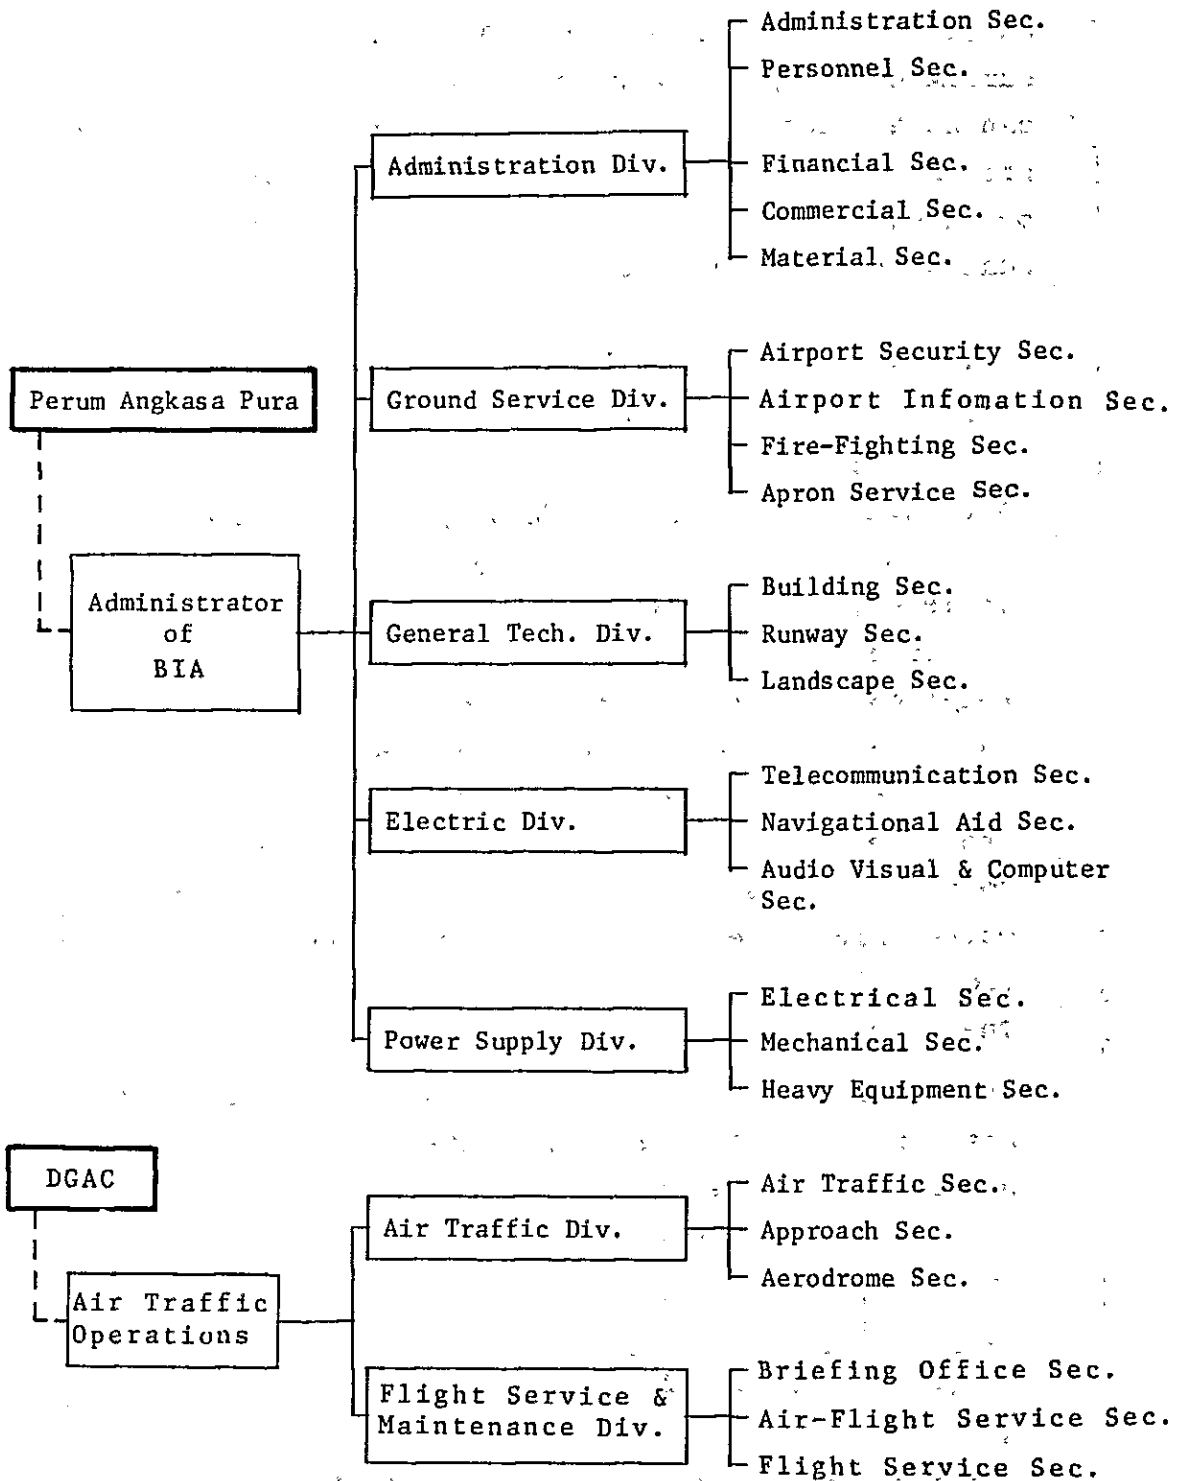 Administration Sec.
Personnel Sec.
Administration Div.
Financial Sec.
Commercial Sec.
Material Sec.
Perum Angkasa Pura
Ground Service Div.
Airport Security Sec.
Airport Infomation Sec.
Fire-Fighting Sec.
Apron Service Sec.
Administrator
of
BIA
General Tech. Div.
Building Sec.
Runway Sec.
Landscape Sec.
Electric Div.
Telecommunication Sec.
Navigational Aid Sec.
Audio Visual & Computer
Sec.
Power Supply Div.
Electrical Sec.
Mechanical Sec.
Heavy Equipment Sec.
DGAC
Air Traffic
Operations
Air Traffic Div.
Air Traffic Sec.
Approach Sec.
Aerodrome Sec.
Flight Service &
Maintenance Div.
Briefing Office Sec.
Air-Flight Service Sec.
Flight Service Sec.